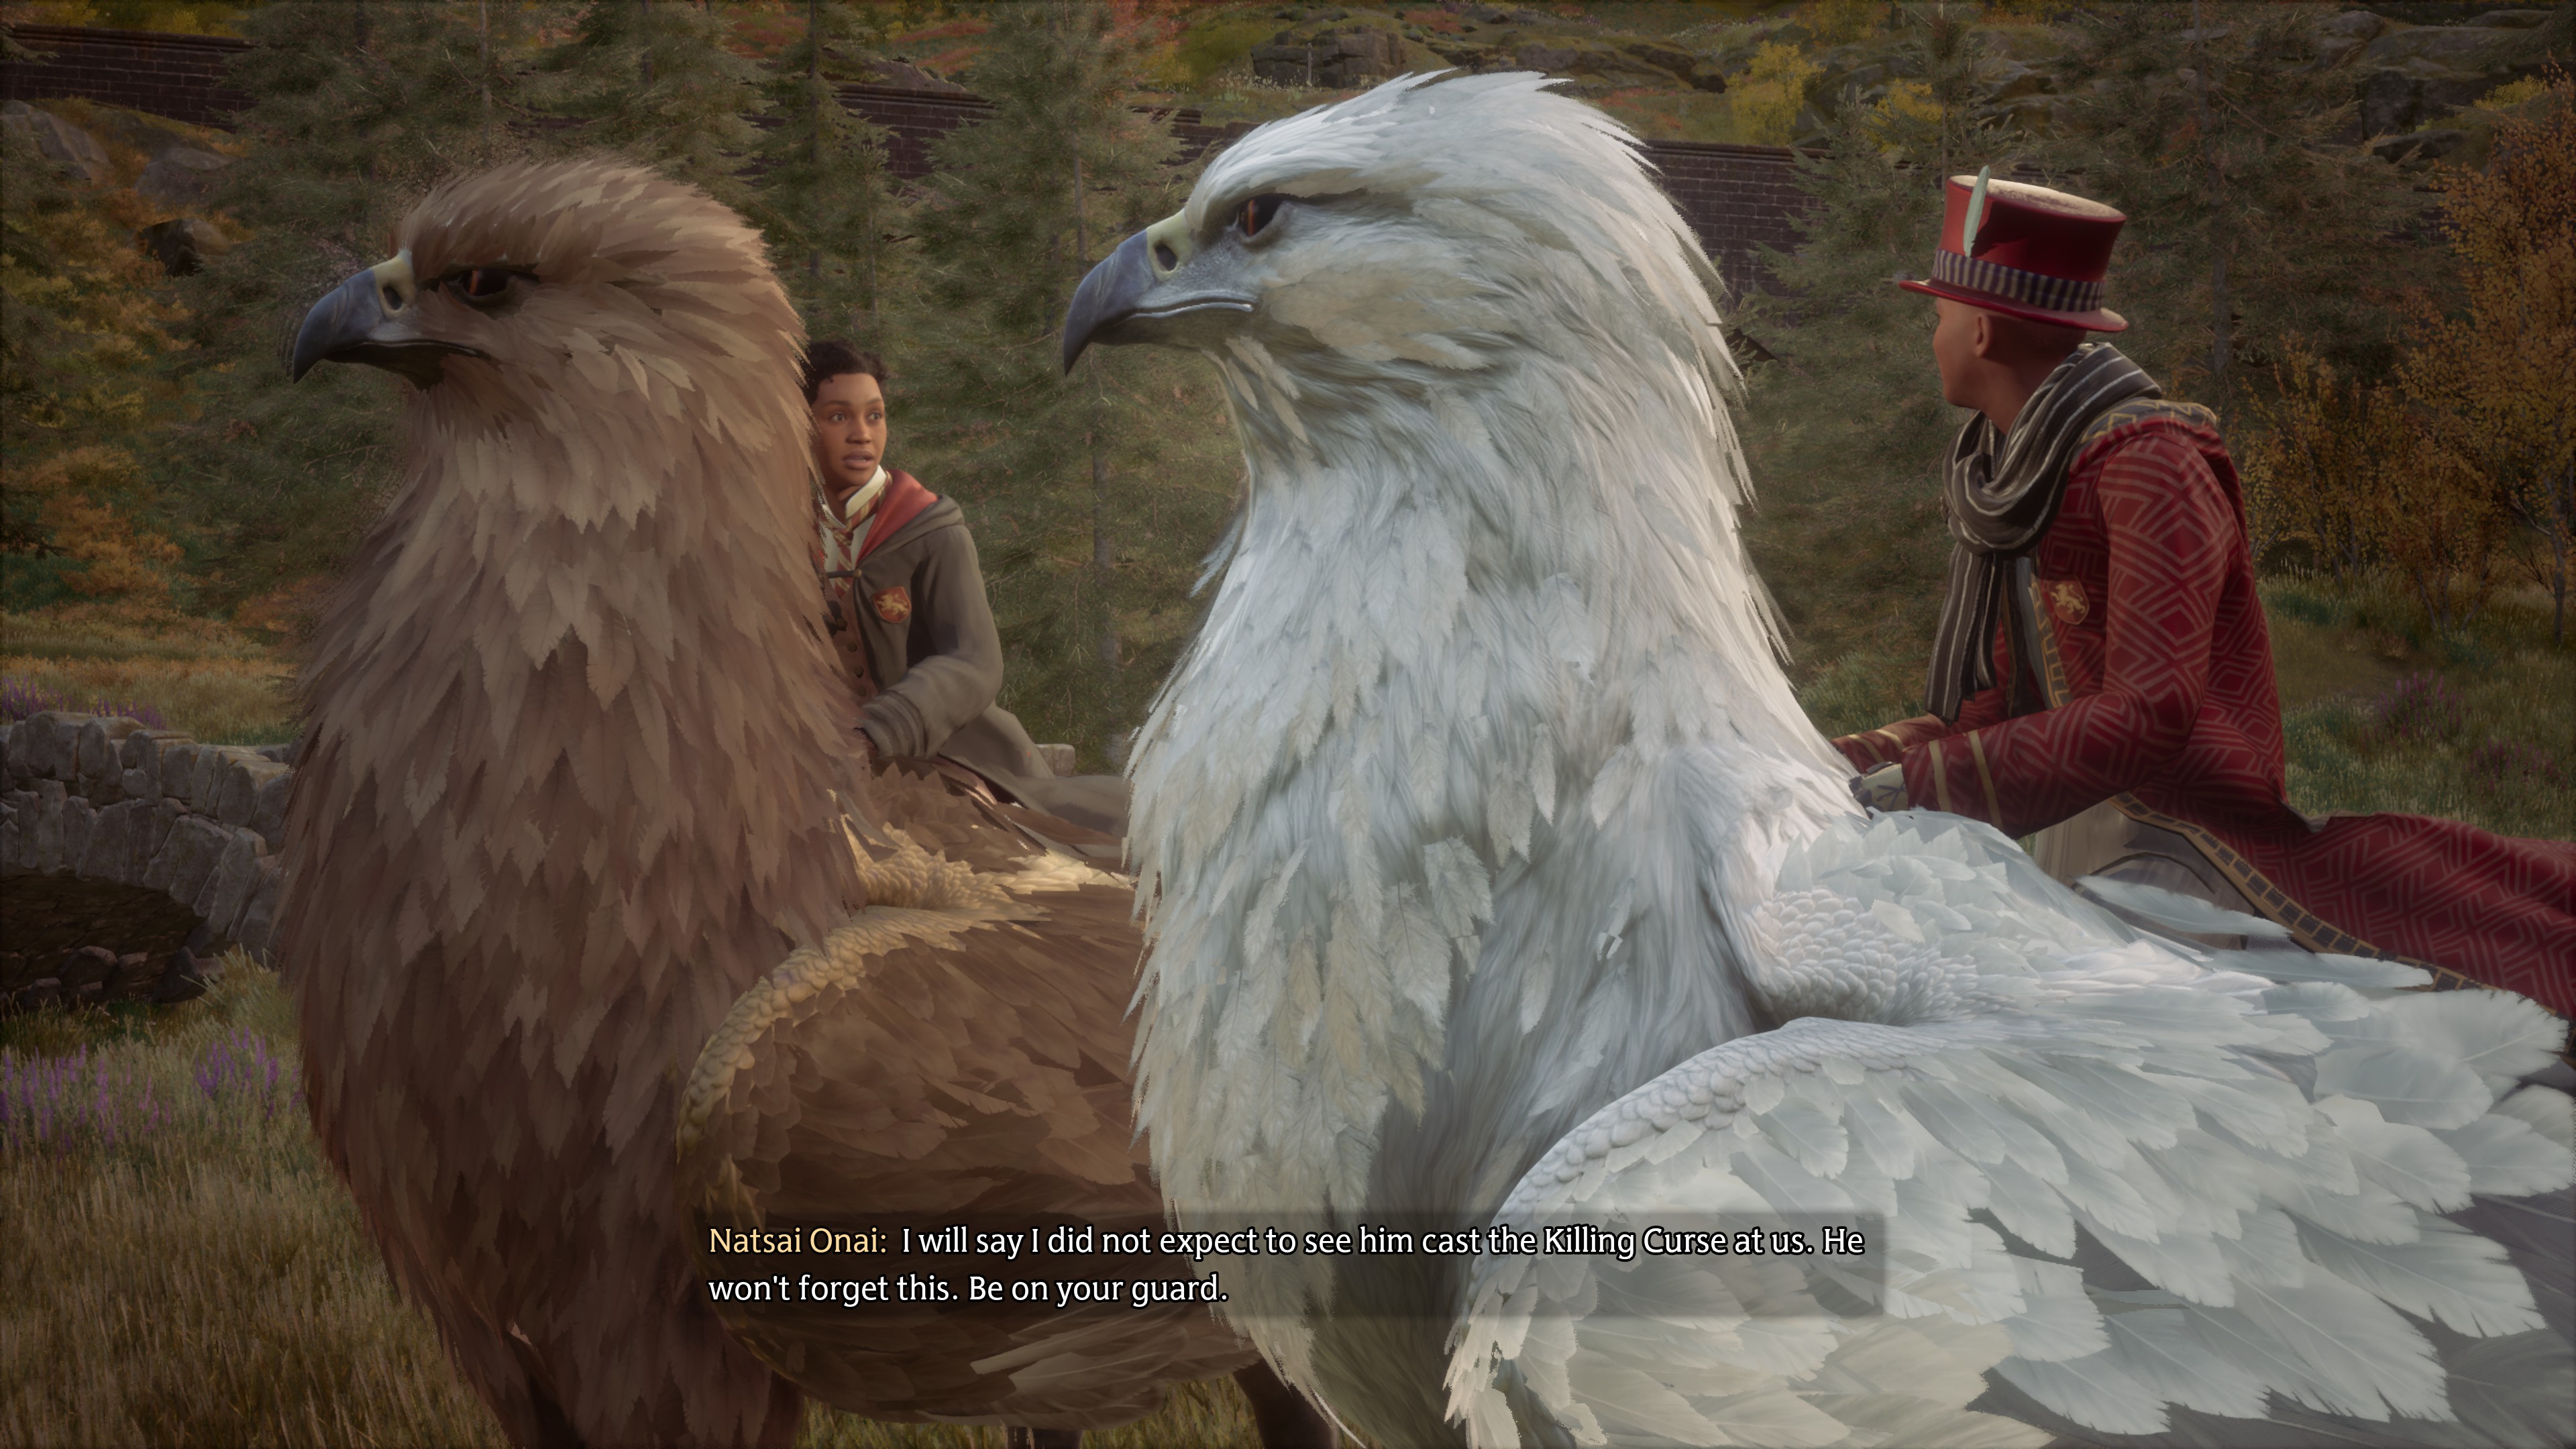 Natsai Onai: I will say I did not expect to see him cast the Killing Curse at us. He
won't forget this. Be on your guard.